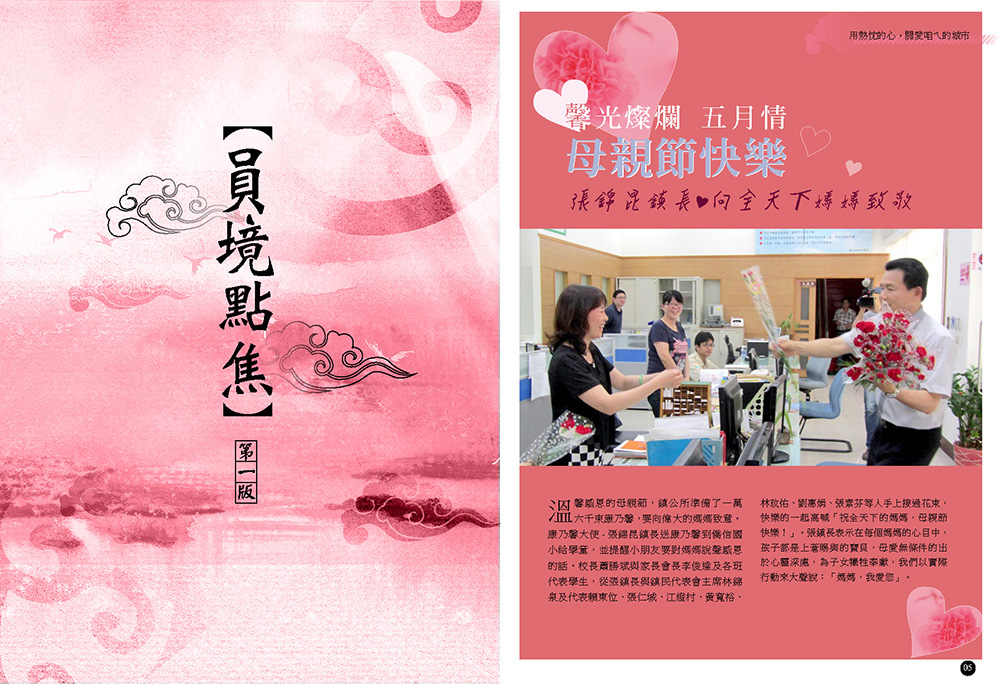 【員境點焦】
第一版
用熱忱的心，關愛咱ㄟ的城市
馨光燦爛 五月情
母親節快樂
張錦昆鎮長♥向全天下媽媽致敬
溫馨感恩的母親節，鎮公所準備了一萬
六千束康乃馨，要向偉大的媽媽致意。
康乃馨大使、張錦昆鎮長送康乃馨到僑信國
小給學童，並提醒小朋友要對媽媽說聲感恩
的話。校長蕭勝斌與家長會長李俊達及各班
代表學生，從張鎮長與鎮民代表會主席林錦
泉及代表賴東位、張仁城、江燈村、黃寬裕、
林玫佑、劉惠娟、張素芬等人手上接過花束，
快樂的一起高喊「祝全天下的媽媽，母親節
快樂！」。張鎮長表示在每個媽媽的心目中，
孩子都是上蒼賜與的寶貝，母愛無條件的出
於心靈深處，為子女犧牲奉獻，我們以實際
行動來大聲說：「媽媽，我愛您」。
05